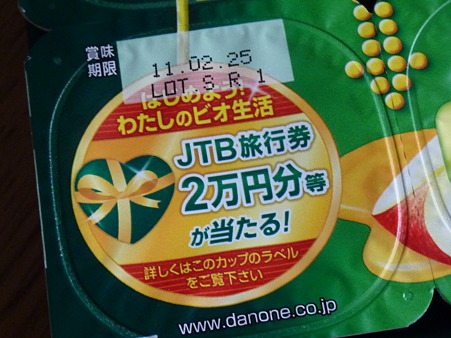 賞味
期限
11.02.25
LOT S R 1
はじめよう!
わたしのビオ生活
JTB旅行券
2万円分等
が当たる!
詳しくはこのカップのラベル
をご覧下さい
www.danone.co.jp